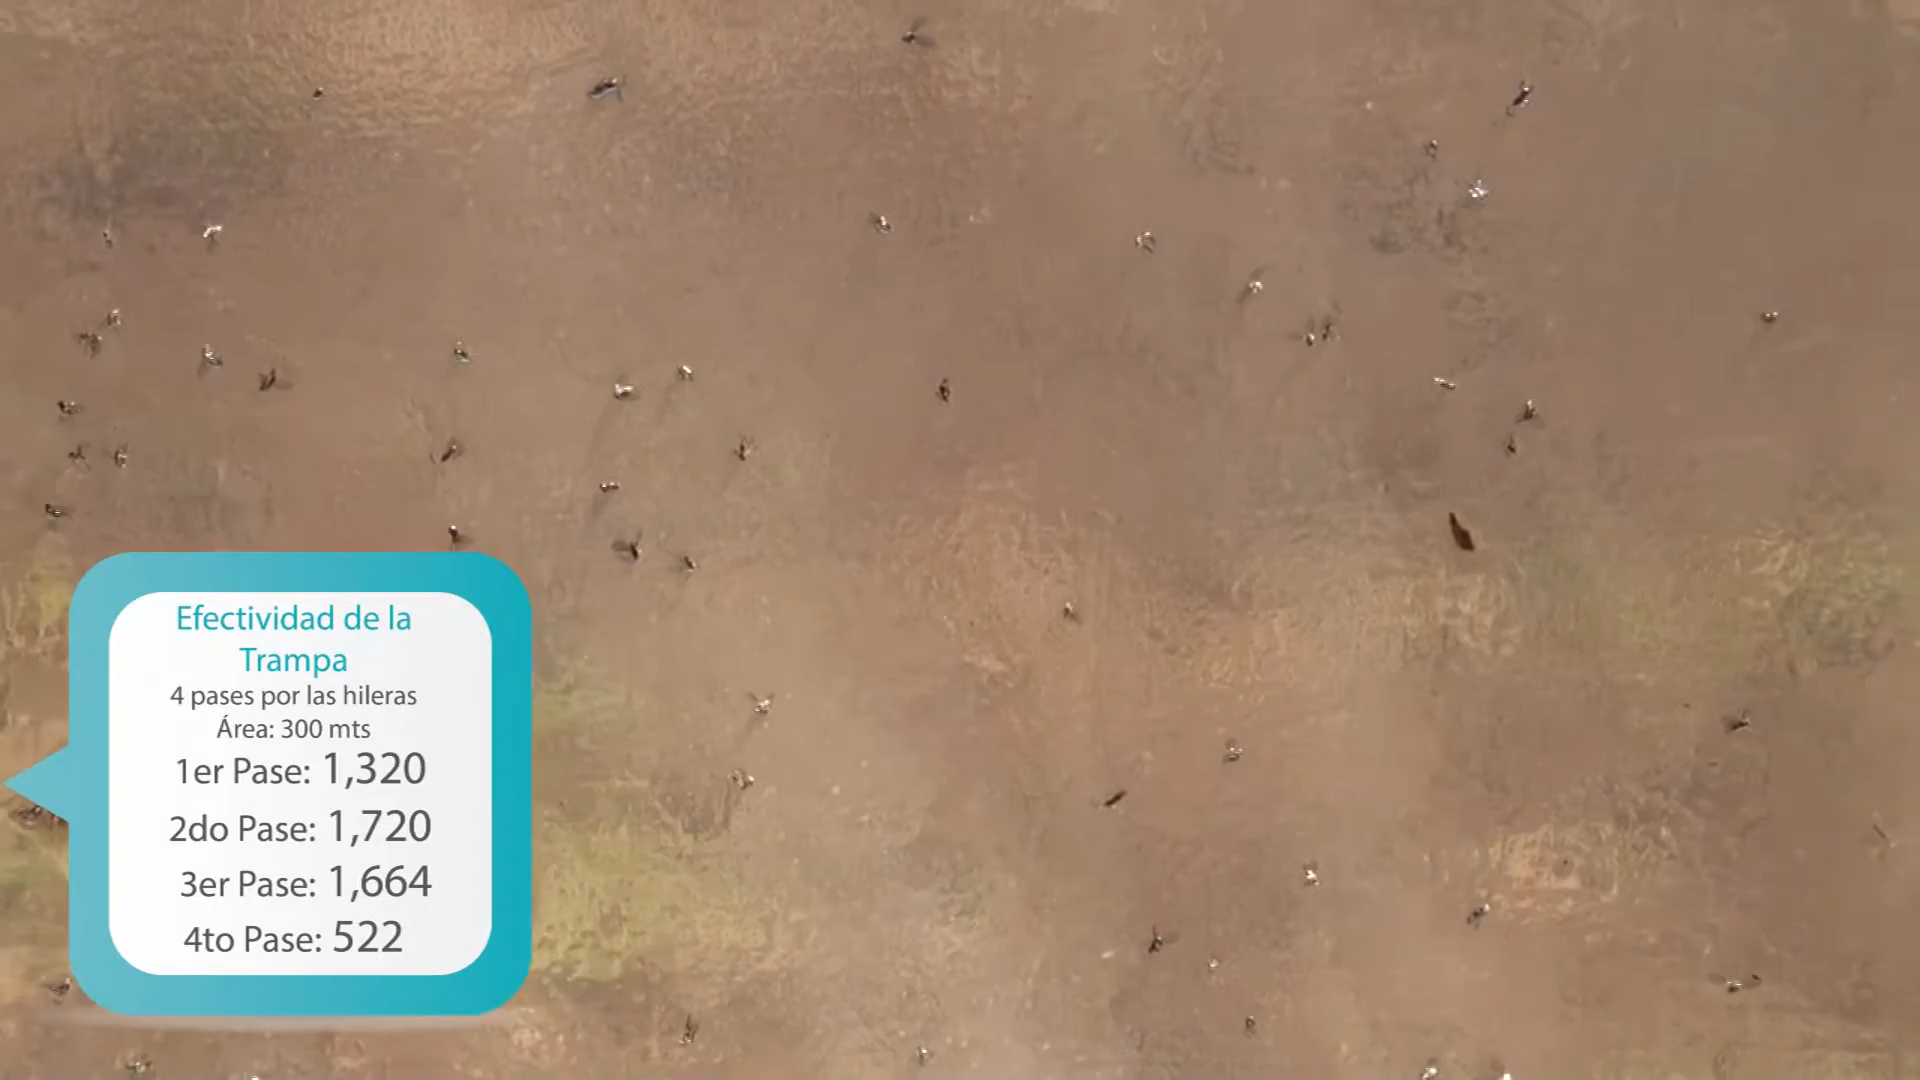 Efectividad de la
Trampa
4 pases por las hileras
Área: 300 mts
1er Pase: 1,320
2do Pase: 1,720
3er Pase: 1,664
4to Pase: 522